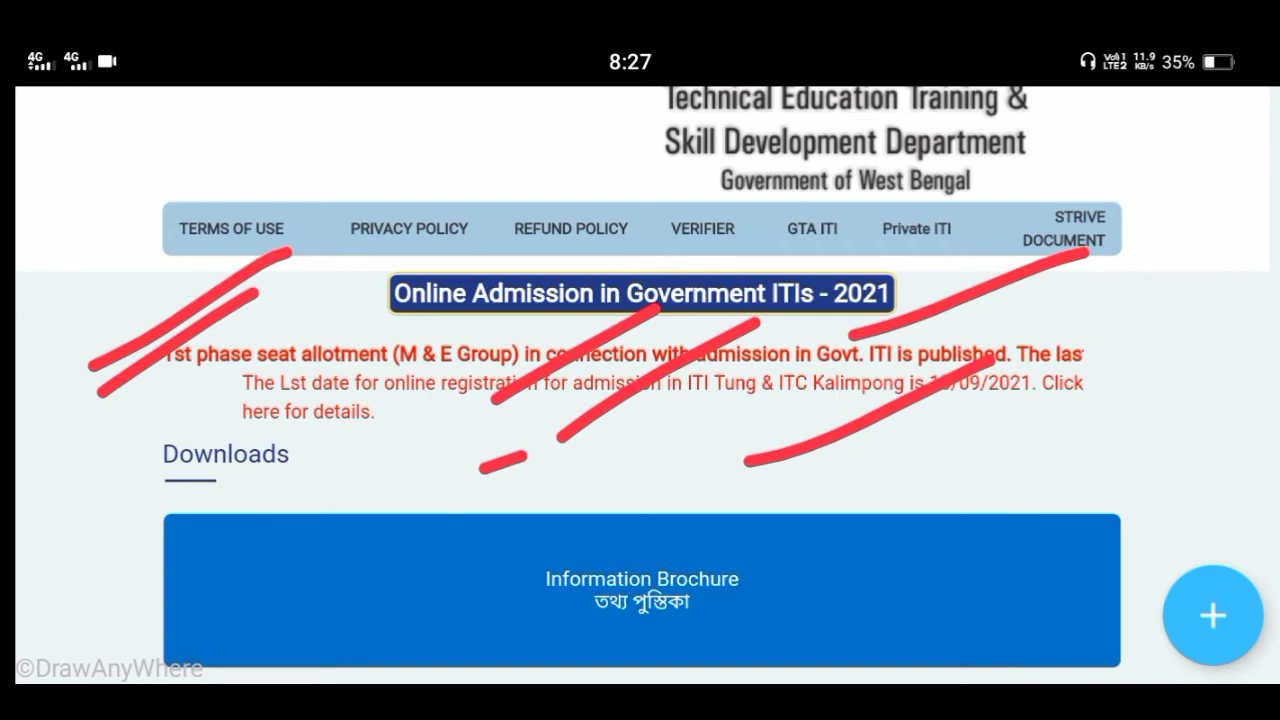 4G 4G 8:27 Vo) 1 LTE2 11.9 KB/s 35%
Technical Education Training &
Skill Development Department
Government of West Bengal
TERMS OF USE PRIVACY POLICY REFUND POLICY VERIFIER GTA ITI Private ITI STRIVE DOCUMENT
Online Admission in Government ITIs - 2021
1st phase seat allotment (M & E Group) in connection with admission in Govt. ITI is published. The las
The Lst date for online registration for admission in ITI Tung & ITC Kalimpong is /09/2021. Click
here for details.
Downloads
Information Brochure
তথ্য পুস্তিকা
©DrawAnyWhere